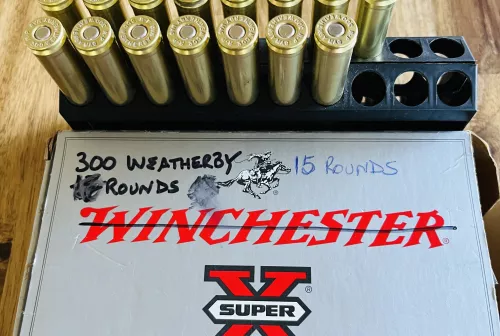 300 WEATHERBY
15 ROUNDS
ROUNDS
WINCHESTER®
X®
SUPER